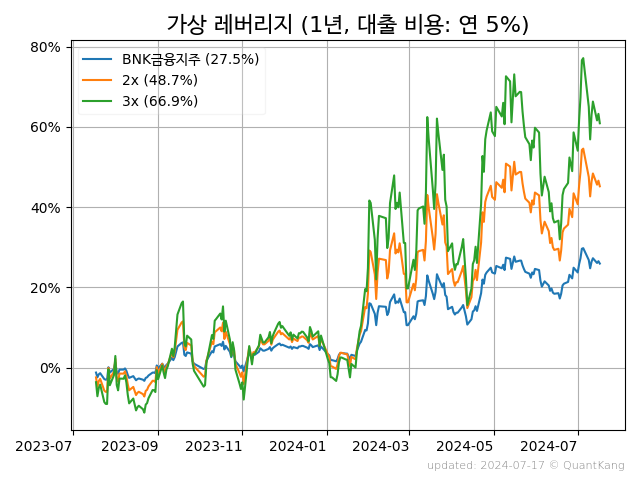 가상 레버리지 (1년, 대출 비용: 연 5%)
80%
60%
40%
20%
0%
BNK금융지주 (27.5%)
2x (48.7%)
3x (66.9%)
2023-07 2023-09 2023-11 2024-01 2024-03 2024-05 2024-07
updated: 2024-07-17 © QuantKang